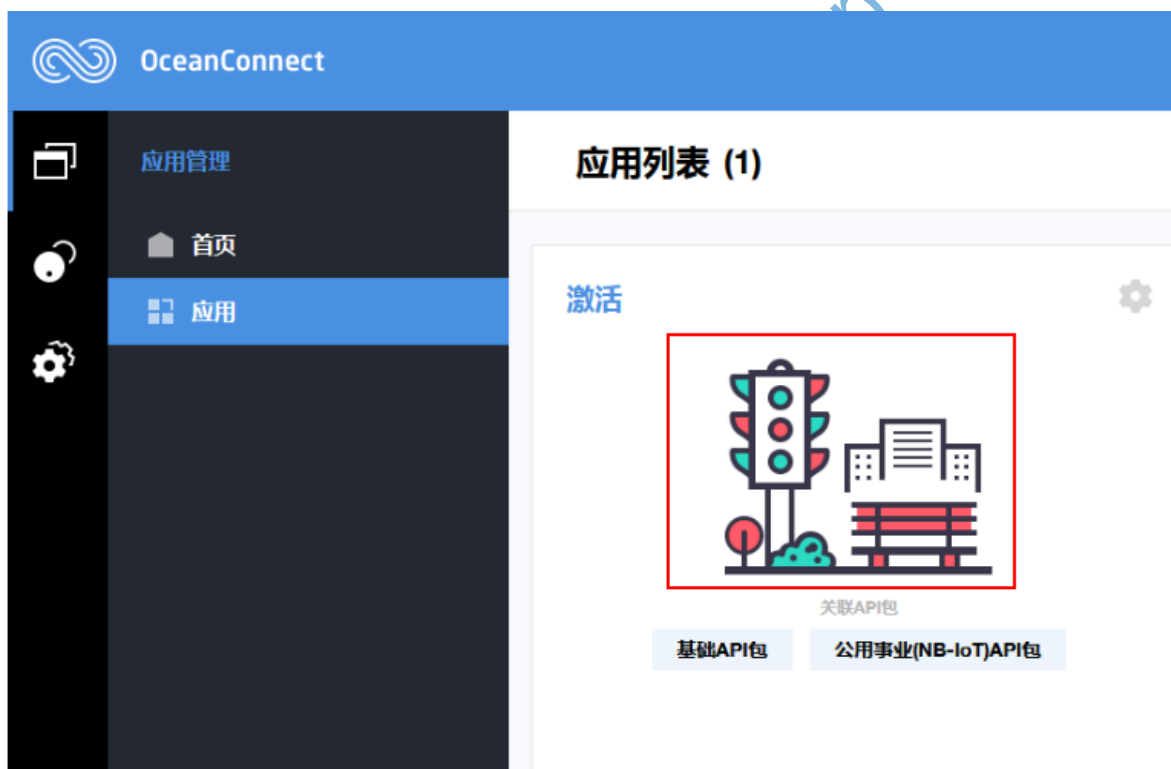 OceanConnect
应用管理
首页
应用
应用列表 (1)
激活
关联API包
基础API包
公用事业(NB-IoT)API包